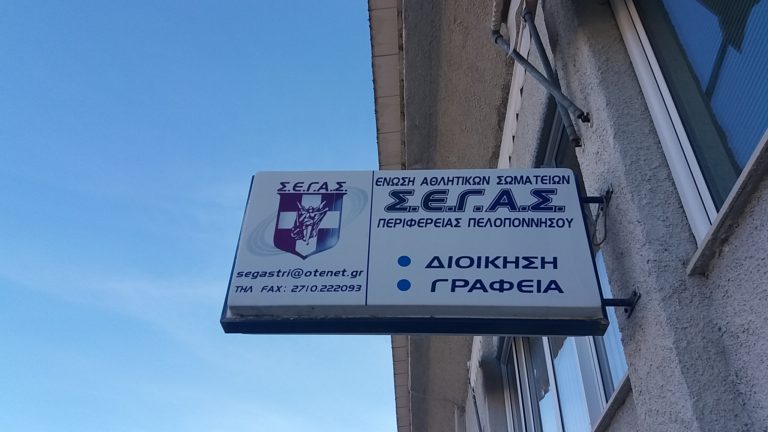 Σ.Ε.Γ.Α.Σ.
segastri@otenet.gr
ΤΗΛ FAX: 2710.222093
ΕΝΩΣΗ ΑΘΛΗΤΙΚΩΝ ΣΩΜΑΤΕΙΩΝ
Σ.Ε.Γ.Α.Σ.
ΠΕΡΙΦΕΡΕΙΑΣ ΠΕΛΟΠΟΝΝΗΣΟΥ
• ΔΙΟΙΚΗΣΗ
• ΓΡΑΦΕΙΑ